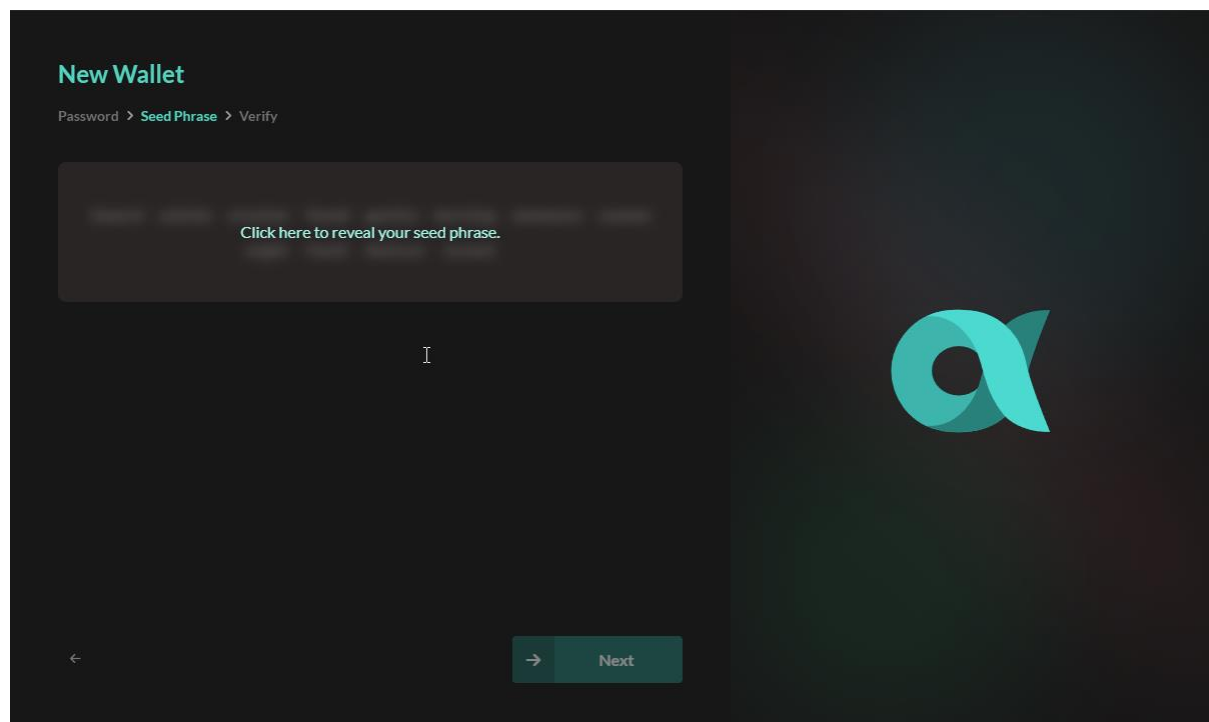 New Wallet
Password > Seed Phrase > Verify
Click here to reveal your seed phrase.
Next